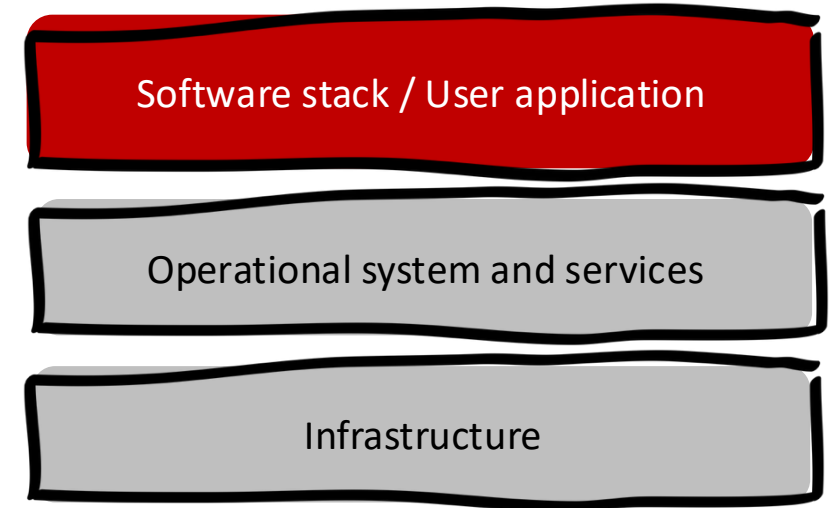 Software stack / User application
Operational system and services
Infrastructure